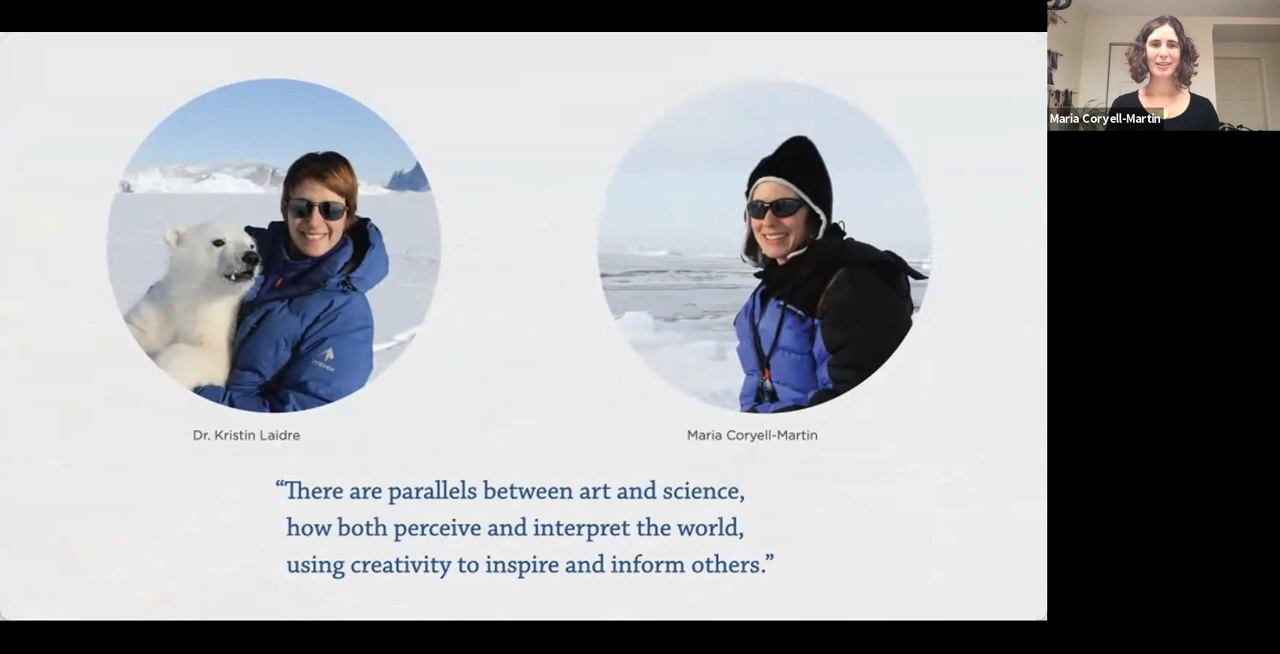 Maria Coryell-Martin
Dr. Kristin Laidre
Maria Coryell-Martin
“There are parallels between art and science,
how both perceive and interpret the world,
using creativity to inspire and inform others.”